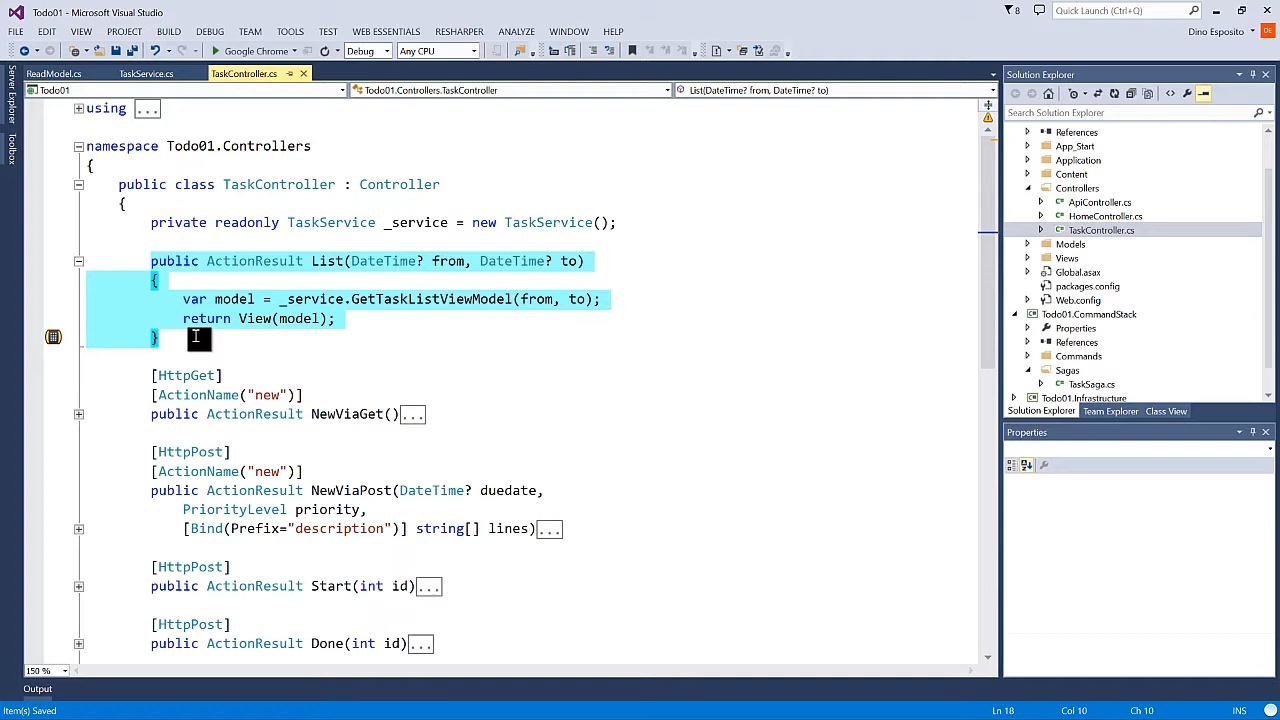 Todo01 - Microsoft Visual Studio
8
Quick Launch (Ctrl+Q)
FILE EDIT VIEW PROJECT BUILD DEBUG TEAM TOOLS TEST WEB ESSENTIALS RESHARPER ANALYZE WINDOW HELP
Dino Esposito DE
Google Chrome Debug Any CPU
Server Explorer
Toolbox
ReadModel.cs TaskService.cs TaskController.cs
Todo01 Todo01.Controllers.TaskController List(DateTime? from, DateTime? to)
using ...
namespace Todo01.Controllers
{
public class TaskController : Controller
{
private readonly TaskService _service = new TaskService();
public ActionResult List(DateTime? from, DateTime? to)
{
var model = _service.GetTaskListViewModel(from, to);
return View(model);
}
[HttpGet]
[ActionName("new")]
public ActionResult NewViaGet()...
[HttpPost]
[ActionName("new")]
public ActionResult NewViaPost(DateTime? duedate,
PriorityLevel priority,
[Bind(Prefix="description")] string[] lines)...
[HttpPost]
public ActionResult Start(int id)...
[HttpPost]
public ActionResult Done(int id)...
150 %
Solution Explorer
Search Solution Explorer
References
App_Start
Application
Content
Controllers
ApiController.cs
HomeController.cs
TaskController.cs
Models
Views
Global.asax
packages.config
Web.config
Todo01.CommandStack
Properties
References
Commands
Sagas
TaskSaga.cs
Todo01.Infrastructure
Solution Explorer Team Explorer Class View
Properties
Output
Item(s) Saved Ln 18 Col 10 Ch 10 INS